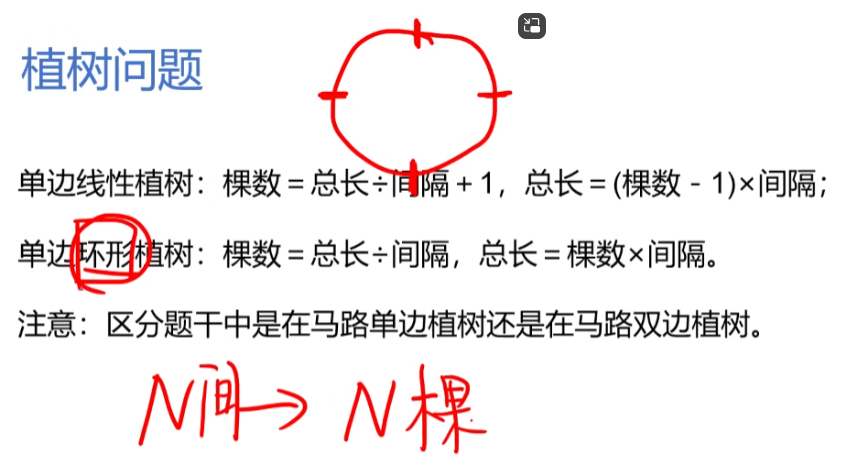 植树问题
单边线性植树：棵数＝总长÷间隔＋1，总长＝(棵数－1)×间隔；
单边环形植树：棵数＝总长÷间隔，总长＝棵数×间隔。
注意：区分题干中是在马路单边植树还是在马路双边植树。
N间→N棵